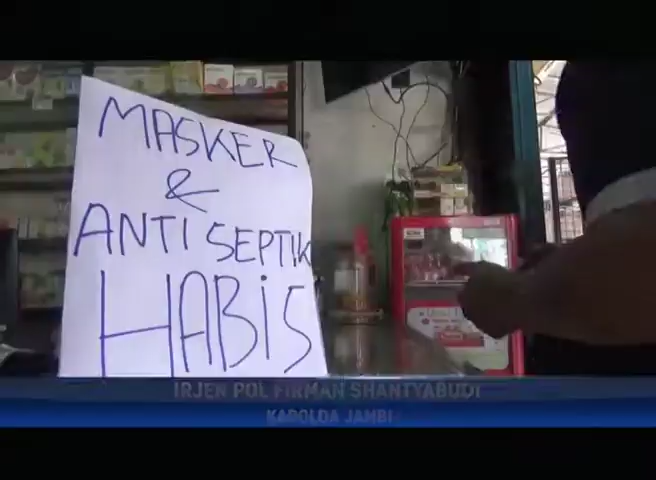 MASKER
&
ANTI SEPTIK
HABIS
IRJEN POL FIRMAN SHANTYABUDI
KAPOLDA JAMBI